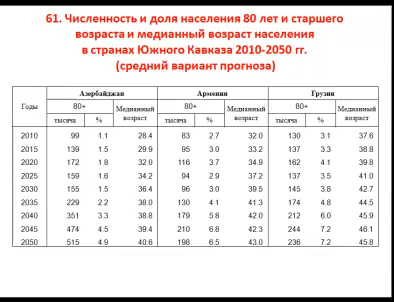 61. Численность и доля населения 80 лет и старшего
возраста и медианный возраст населения
в странах Южного Кавказа 2010-2050 гг.
(средний вариант прогноза)
Годы Азербайджан Армения Грузия
80+ Медианный возраст 80+ Медианный возраст 80+ Медианный возраст
тысяча % тысяча % тысяча %
2010 99 1.1 28.4 83 2.7 32.0 130 3.1 37.6
2015 139 1.5 29.9 95 3.0 33.2 137 3.3 38.8
2020 172 1.8 32.0 116 3.7 34.9 162 4.1 39.8
2025 159 1.6 34.2 94 2.9 37.2 137 3.5 41.0
2030 155 1.5 36.4 96 3.0 39.5 145 3.8 42.7
2035 229 2.2 38.0 130 4.1 41.3 174 4.8 44.5
2040 351 3.3 38.8 179 5.8 42.0 212 6.0 45.9
2045 474 4.5 39.4 210 6.8 42.3 244 7.2 46.1
2050 515 4.9 40.6 198 6.5 43.0 236 7.2 45.8